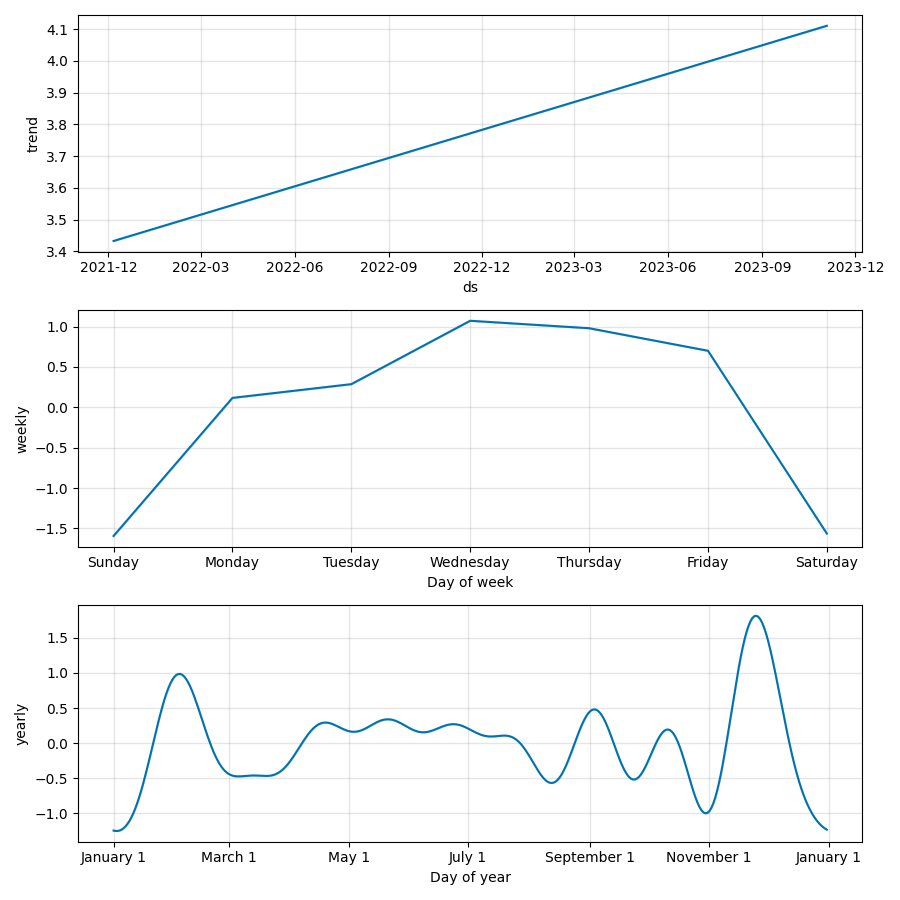 4.1
4.0
3.9
3.8
3.7
3.6
3.5
3.4
trend
2021-12 2022-03 2022-06 2022-09 2022-12 2023-03 2023-06 2023-09 2023-12
ds
1.0
0.5
0.0
−0.5
−1.0
−1.5
weekly
Sunday Monday Tuesday Wednesday Thursday Friday Saturday
Day of week
1.5
1.0
0.5
0.0
−0.5
−1.0
yearly
January 1 March 1 May 1 July 1 September 1 November 1 January 1
Day of year